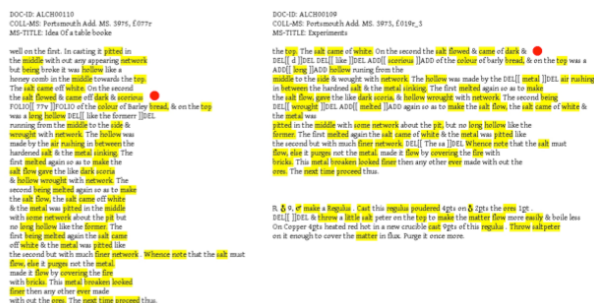 DOC-ID: ALCH00110
COLL-MS: Portsmouth Add. MS. 3975, f.077r
MS-TITLE: Idea Of a table booke
well on the first. In casting it pitted in
the middle with out any appearing network
but being broke it was hollow like a
honey comb in the middle towards the top.
The salt came off white. On the second
the salt flowed & came off dark & scoriua
FOLIO[[ 77v ]]FOLIO of the colour of barley bread, & on the top
was a long hollow DEL[[ like the formerr ]]DEL
running from the middle to the side &
wrought with network. The hollow was
made by the air rushing in between the
hardened salt & the metal sinking. The
first melted again so as to make the
salt flow gave the like dark scoria
& hollow wrought with network. The
second being melted again so as to make
the salt flow, the salt came off white
& the metal was pitted in the middle
with some network about the pit but
no long hollow like the former. The
first being melted again the salt came
off white & the metal was pitted like
the second but with much finer network . Whence note that the salt must
flow, else it purges not the metal.
made it flow by covering the fire
with bricks. This metal breaken looked
finer then any other ever made
with out the ores. The next time proceed thus.
DOC-ID: ALCH00109
COLL-MS: Portsmouth Add. MS. 3973, f.019r_3
MS-TITLE: Experiments
the top. The salt came of white. On the second the salt flowed & came of dark &
DEL[[ d ]]DEL DEL[[ like ]]DEL ADD[[ scoriua ]]ADD of the colour of barly bread, & on the top was a
ADD[[ long ]]ADD hollow runing from the
middle to the side & wrought with network. The hollow was made by the DEL[[ metal ]]DEL air rushing
in between the hardned salt & the metal sinking. The first melted again so as to make
the salt flow, gave the like dark scoria, & hollow wrought with network. The second being
DEL[[ wrought ]]DEL ADD[[ melted ]]ADD again so as to make the salt flow, the salt came of white &
the metal was
pitted in the middle with some network about the pit, but no long hollow like the
former. The first melted again the salt came of white & the metal was pitted like
the second but with much finer network. DEL[[ The sa ]]DEL Whence note that the salt must
flow, else it purges not the metal. made it flow by covering the fire with
bricks. This metal breaken looked finer then any other ever made with out the
ores. The next time proceed thus.
make a Regulus . Cast this regulus poudered 4gts on 2gts the ores 1gt .
DEL[[ ]]DEL & throw a little salt peter on the top to make the matter flow more easily & boile less
On Copper 4gts heated red hot in a new crucible cast 9gts of this regulus . Throw saltpeter
on it enough to cover the matter in flux. Purge it once more.